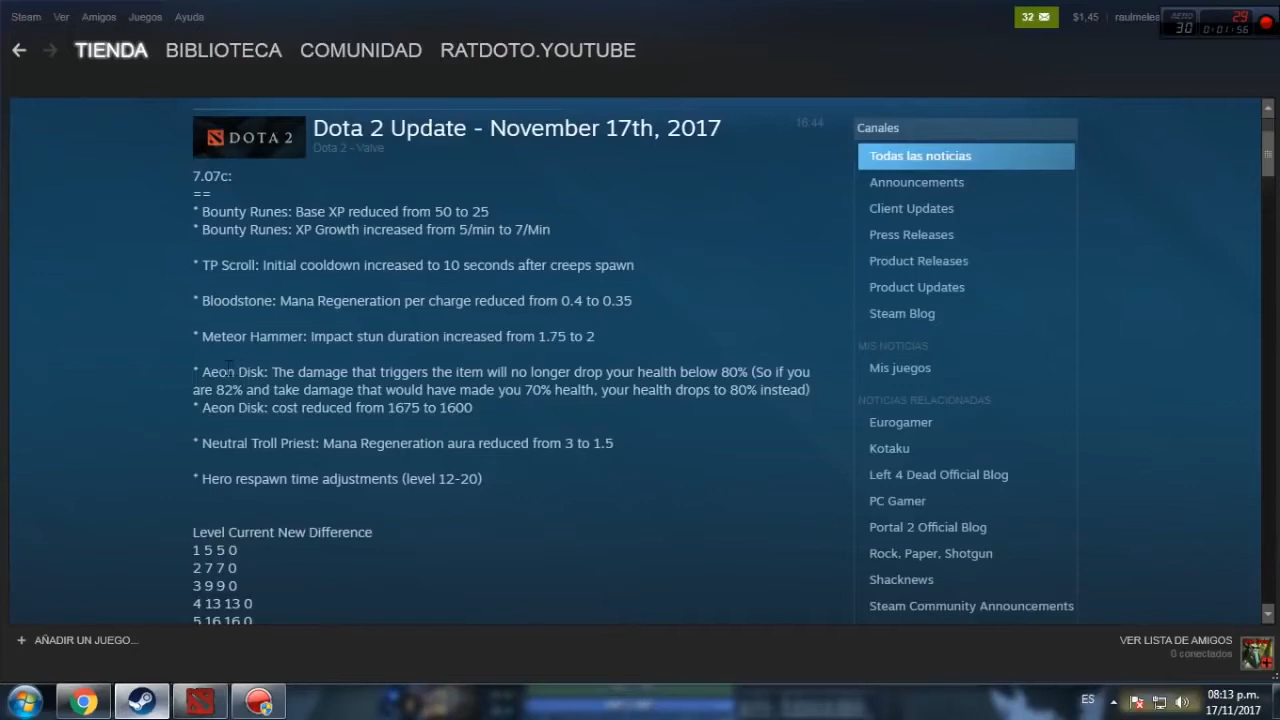 Steam Ver Amigos Juegos Ayuda
32 $1,45 raulmelea
30 29 0:01:56
TIENDA BIBLIOTECA COMUNIDAD RATDOTO.YOUTUBE
DOTA 2
Dota 2 Update - November 17th, 2017
16:44
Dota 2 - Valve
7.07c:
==
* Bounty Runes: Base XP reduced from 50 to 25
* Bounty Runes: XP Growth increased from 5/min to 7/Min
* TP Scroll: Initial cooldown increased to 10 seconds after creeps spawn
* Bloodstone: Mana Regeneration per charge reduced from 0.4 to 0.35
* Meteor Hammer: Impact stun duration increased from 1.75 to 2
* Aeon Disk: The damage that triggers the item will no longer drop your health below 80% (So if you
are 82% and take damage that would have made you 70% health, your health drops to 80% instead)
* Aeon Disk: cost reduced from 1675 to 1600
* Neutral Troll Priest: Mana Regeneration aura reduced from 3 to 1.5
* Hero respawn time adjustments (level 12-20)
Level Current New Difference
1 5 5 0
2 7 7 0
3 9 9 0
4 13 13 0
5 16 16 0
Canales
Todas las noticias
Announcements
Client Updates
Press Releases
Product Releases
Product Updates
Steam Blog
MIS NOTICIAS
Mis juegos
NOTICIAS RELACIONADAS
Eurogamer
Kotaku
Left 4 Dead Official Blog
PC Gamer
Portal 2 Official Blog
Rock, Paper, Shotgun
Shacknews
Steam Community Announcements
+ AÑADIR UN JUEGO...
VER LISTA DE AMIGOS
0 conectados
ES
08:13 p.m.
17/11/2017